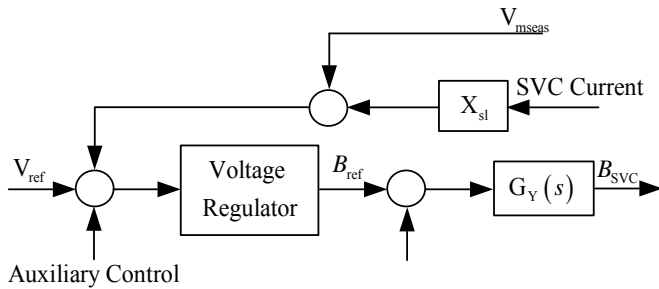 V_mseas
SVC Current
X_sl
V_ref
Voltage
Regulator
B_ref
G_Y(s)
B_SVC
Auxiliary Control